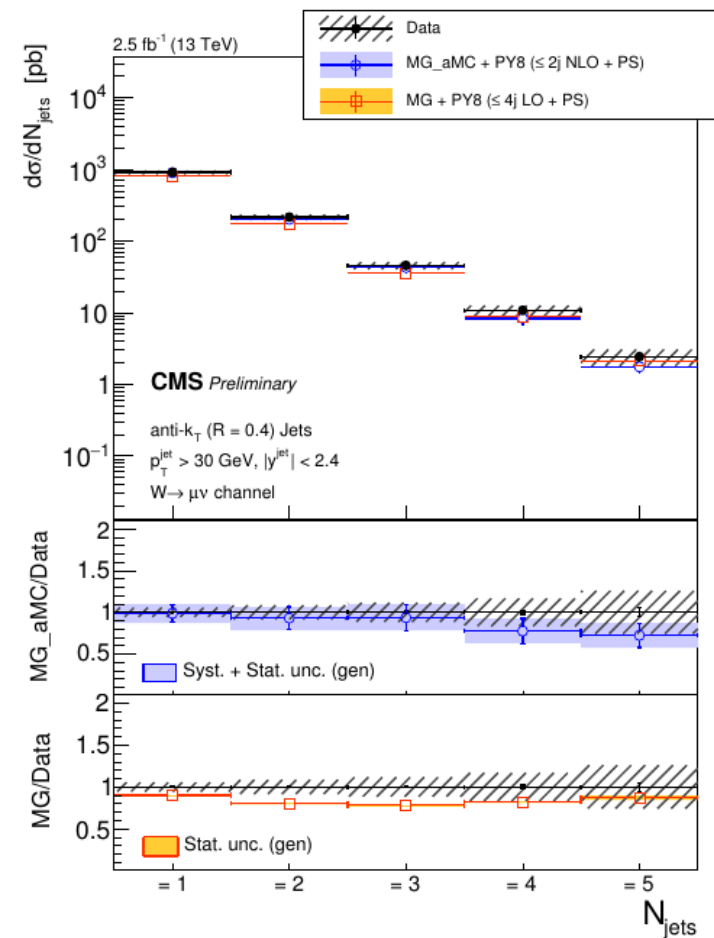 Data
2.5 fb⁻¹ (13 TeV)
MG_aMC + PY8 (≤ 2j NLO + PS)
MG + PY8 (≤ 4j LO + PS)
dσ/dN_jets [pb]
10⁴
10³
10²
10
1
10⁻¹
CMS Preliminary
anti-k_T (R = 0.4) Jets
p_T^jet > 30 GeV, |y^jet| < 2.4
W→ μν channel
MG_aMC/Data
2
1.5
1
0.5
Syst. + Stat. unc. (gen)
MG/Data
2
1.5
1
0.5
Stat. unc. (gen)
= 1 = 2 = 3 = 4 = 5
N_jets